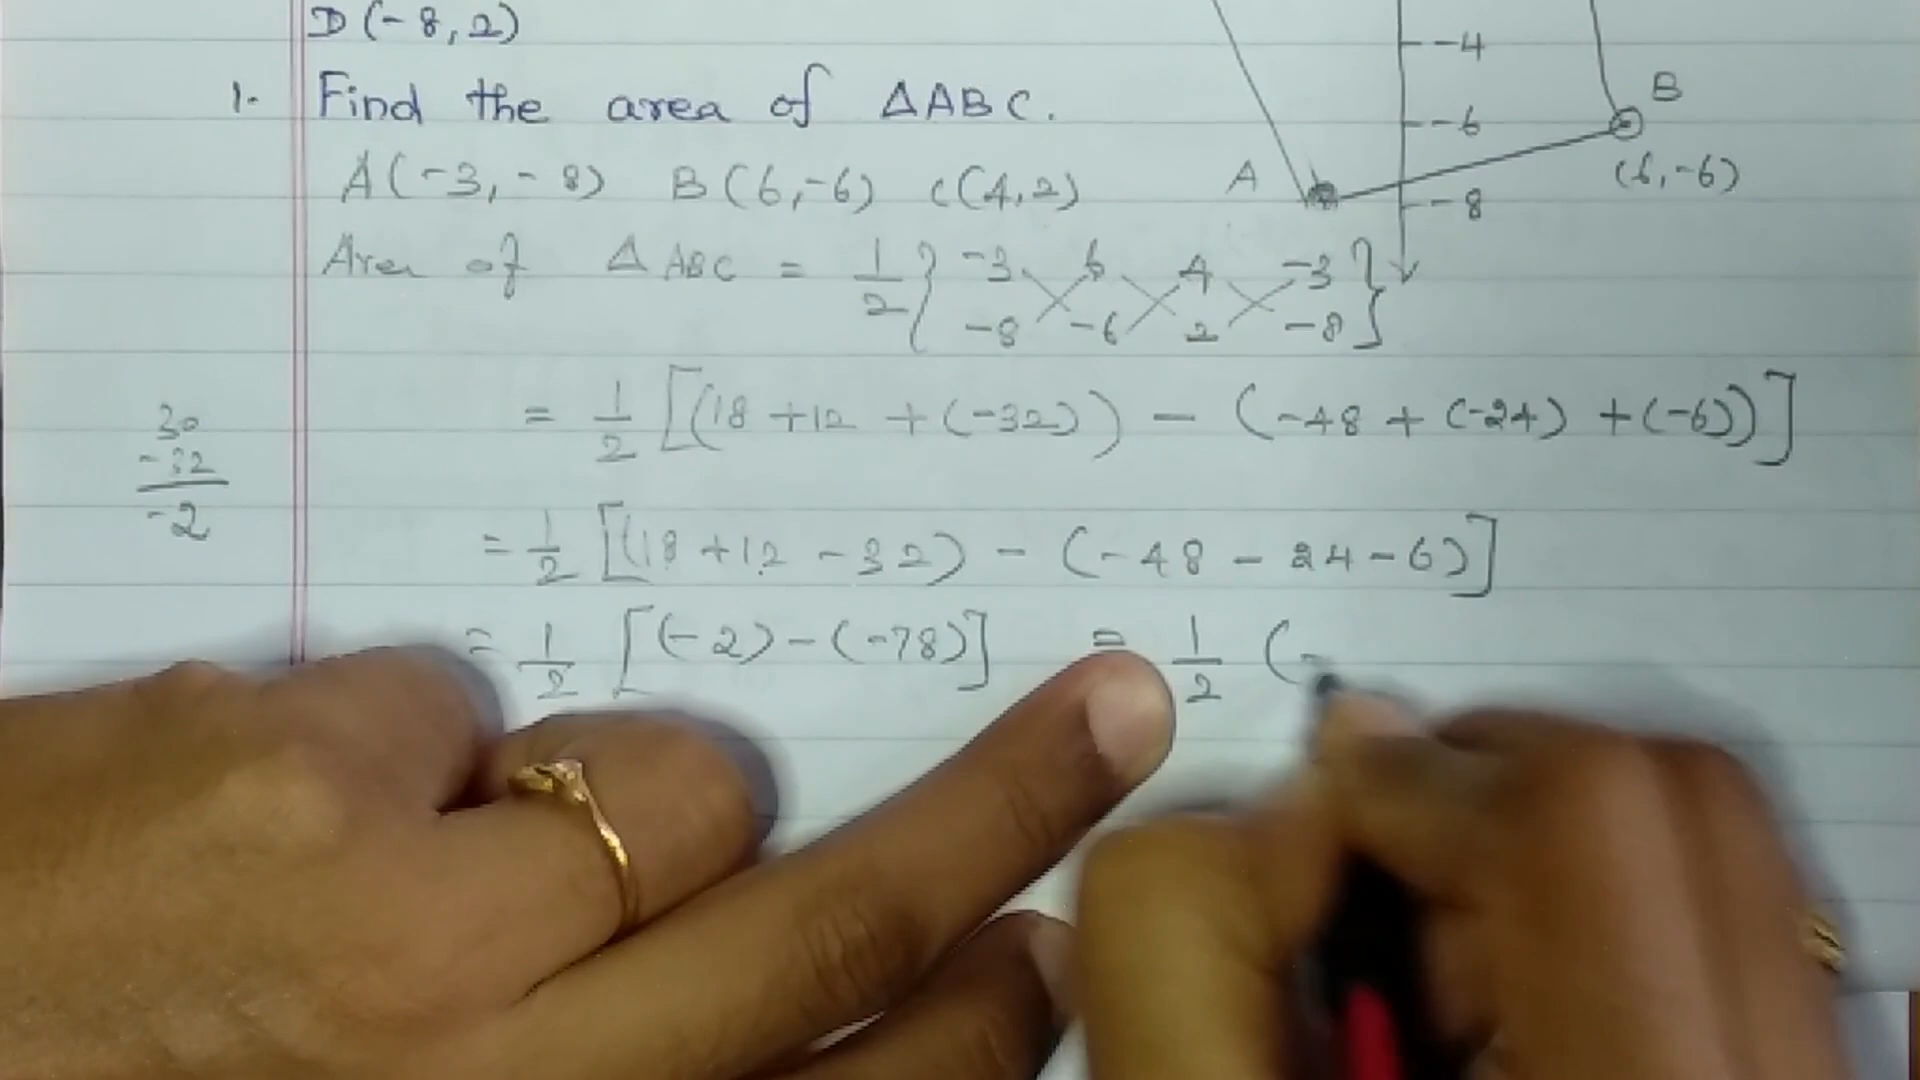 D(-8,2)
1. Find the area of ΔABC.
A(-3,-8) B(6,-6) C(4,2)
Area of ΔABC = 1/2 { -3 6 4 -3
-8 -6 2 -8 }
= 1/2 [(18 +12 +(-32)) - (-48 + (-24) +(-6))]
= 1/2 [(18 +12 -32) - (-48 - 24 - 6)]
= 1/2 [(-2) - (-78)] = 1/2 (-
30
-32
-2
-4
B
-6
(6,-6)
A
-8